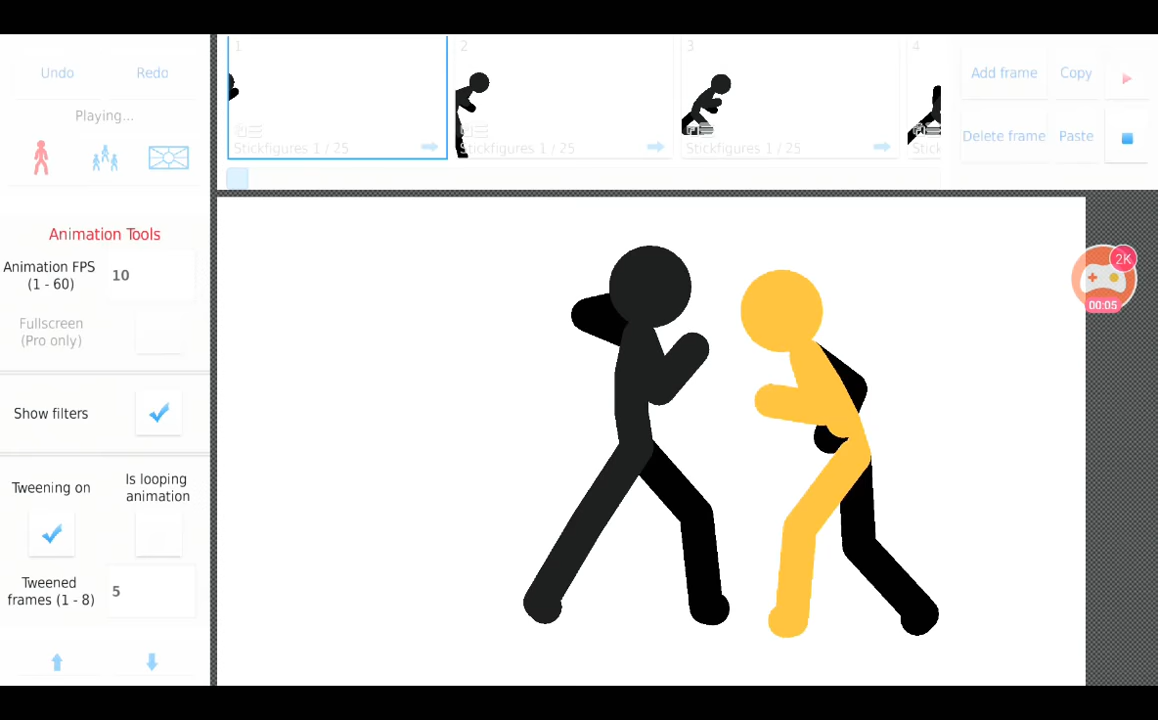 Undo
Redo
Playing...
Animation Tools
Animation FPS
(1 - 60)
10
Fullscreen
(Pro only)
Show filters
Tweening on
Is looping
animation
Tweened
frames (1 - 8)
5
1
Stickfigures 1 / 25
2
Stickfigures 1 / 25
3
Stickfigures 1 / 25
4
Stick
Add frame
Copy
Delete frame
Paste
2K
00:05